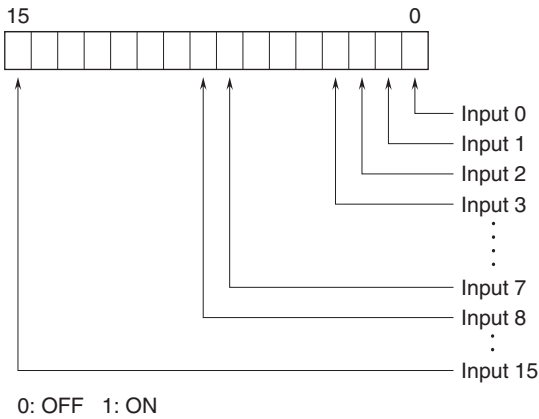 15 0
Input 0
Input 1
Input 2
Input 3
Input 7
Input 8
Input 15
0: OFF 1: ON